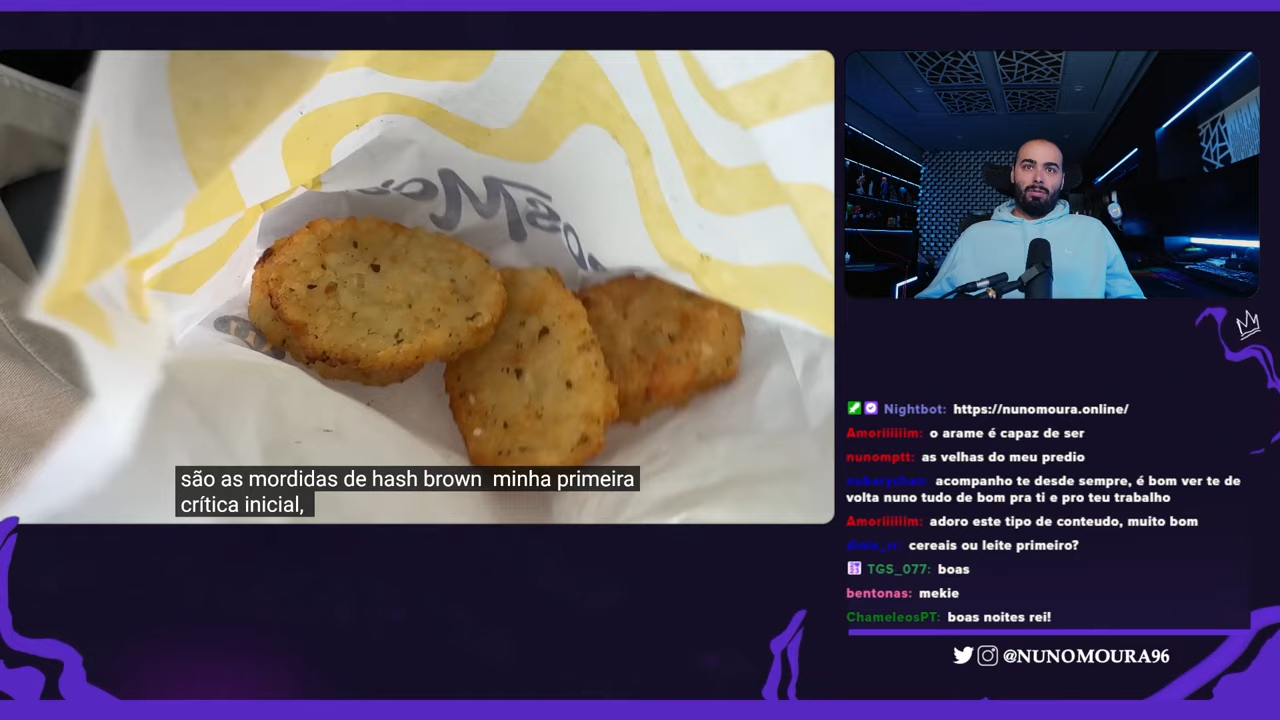 são as mordidas de hash brown minha primeira
crítica inicial,
Nightbot: https://nunomoura.online/
Amoriiiiiim: o arame é capaz de ser
nunomptt: as velhas do meu predio
acompanho te desde sempre, é bom ver te de
volta nuno tudo de bom pra ti e pro teu trabalho
Amoriiiiiim: adoro este tipo de conteudo, muito bom
cereais ou leite primeiro?
TGS_077: boas
bentonas: mekie
ChameleosPT: boas noites rei!
@NUNOMOURA96